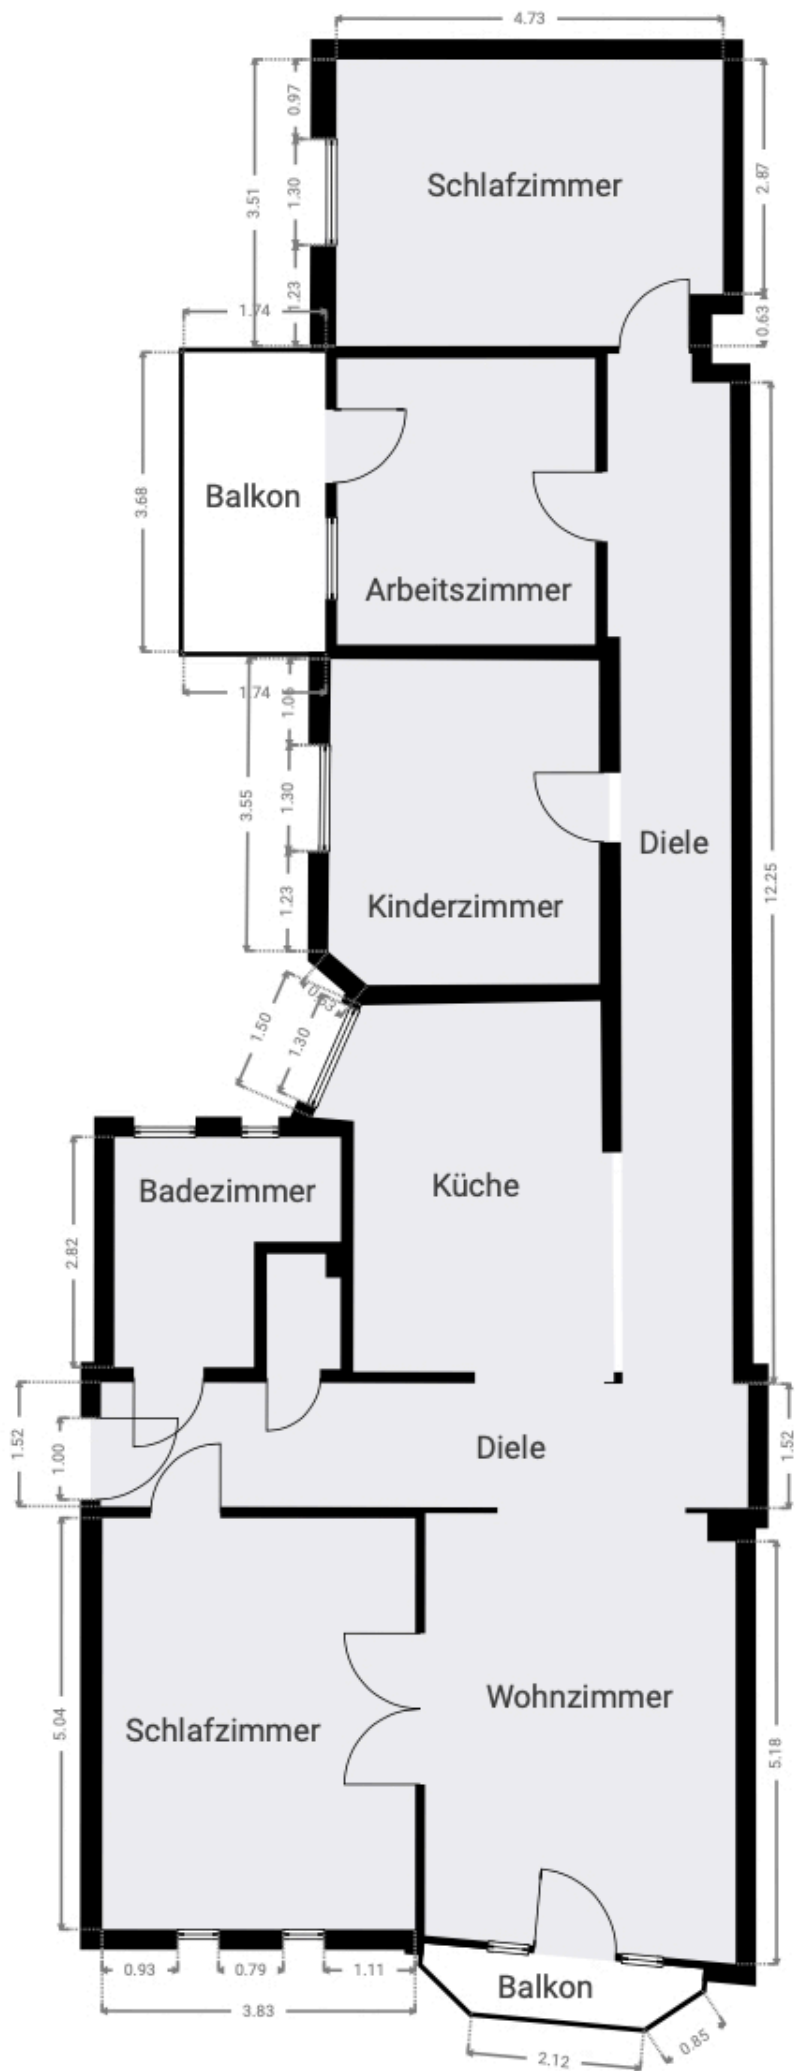 4.73
0.97
Schlafzimmer
2.87
1.30
3.51
1.23
0.63
1.74
3.68
Balkon
Arbeitszimmer
1.74
1.06
1.30
3.55
Diele
12.25
1.23
Kinderzimmer
0.63
1.50
1.30
Küche
Badezimmer
2.82
1.52
1.00
Diele
1.52
Wohnzimmer
Schlafzimmer
5.04
5.18
0.93
0.79
1.11
Balkon
3.83
0.85
2.12